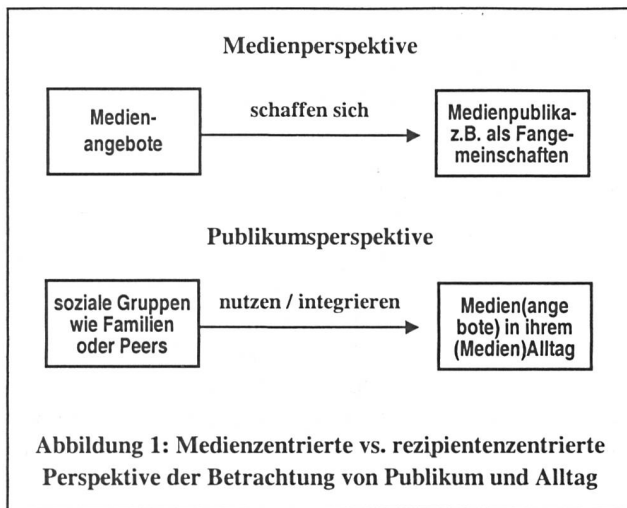 Medienperspektive
Medien-
angebote
schaffen sich
Medienpublika-
z.B. als Fange-
meinschaften
Publikumsperspektive
soziale Gruppen
wie Familien
oder Peers
nutzen / integrieren
Medien(ange
bote) in ihrem
(Medien)Alltag
Abbildung 1: Medienzentrierte vs. rezipientenzentrierte
Perspektive der Betrachtung von Publikum und Alltag